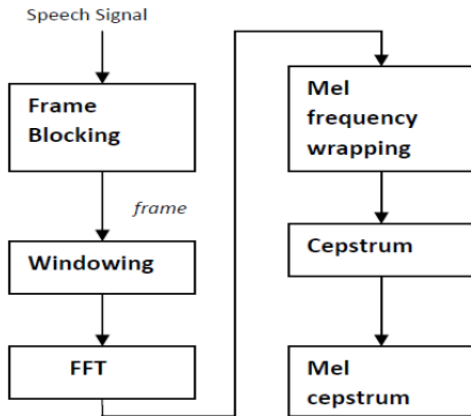 Speech Signal
Frame
Blocking
frame
Windowing
FFT
Mel
frequency
wrapping
Cepstrum
Mel
cepstrum